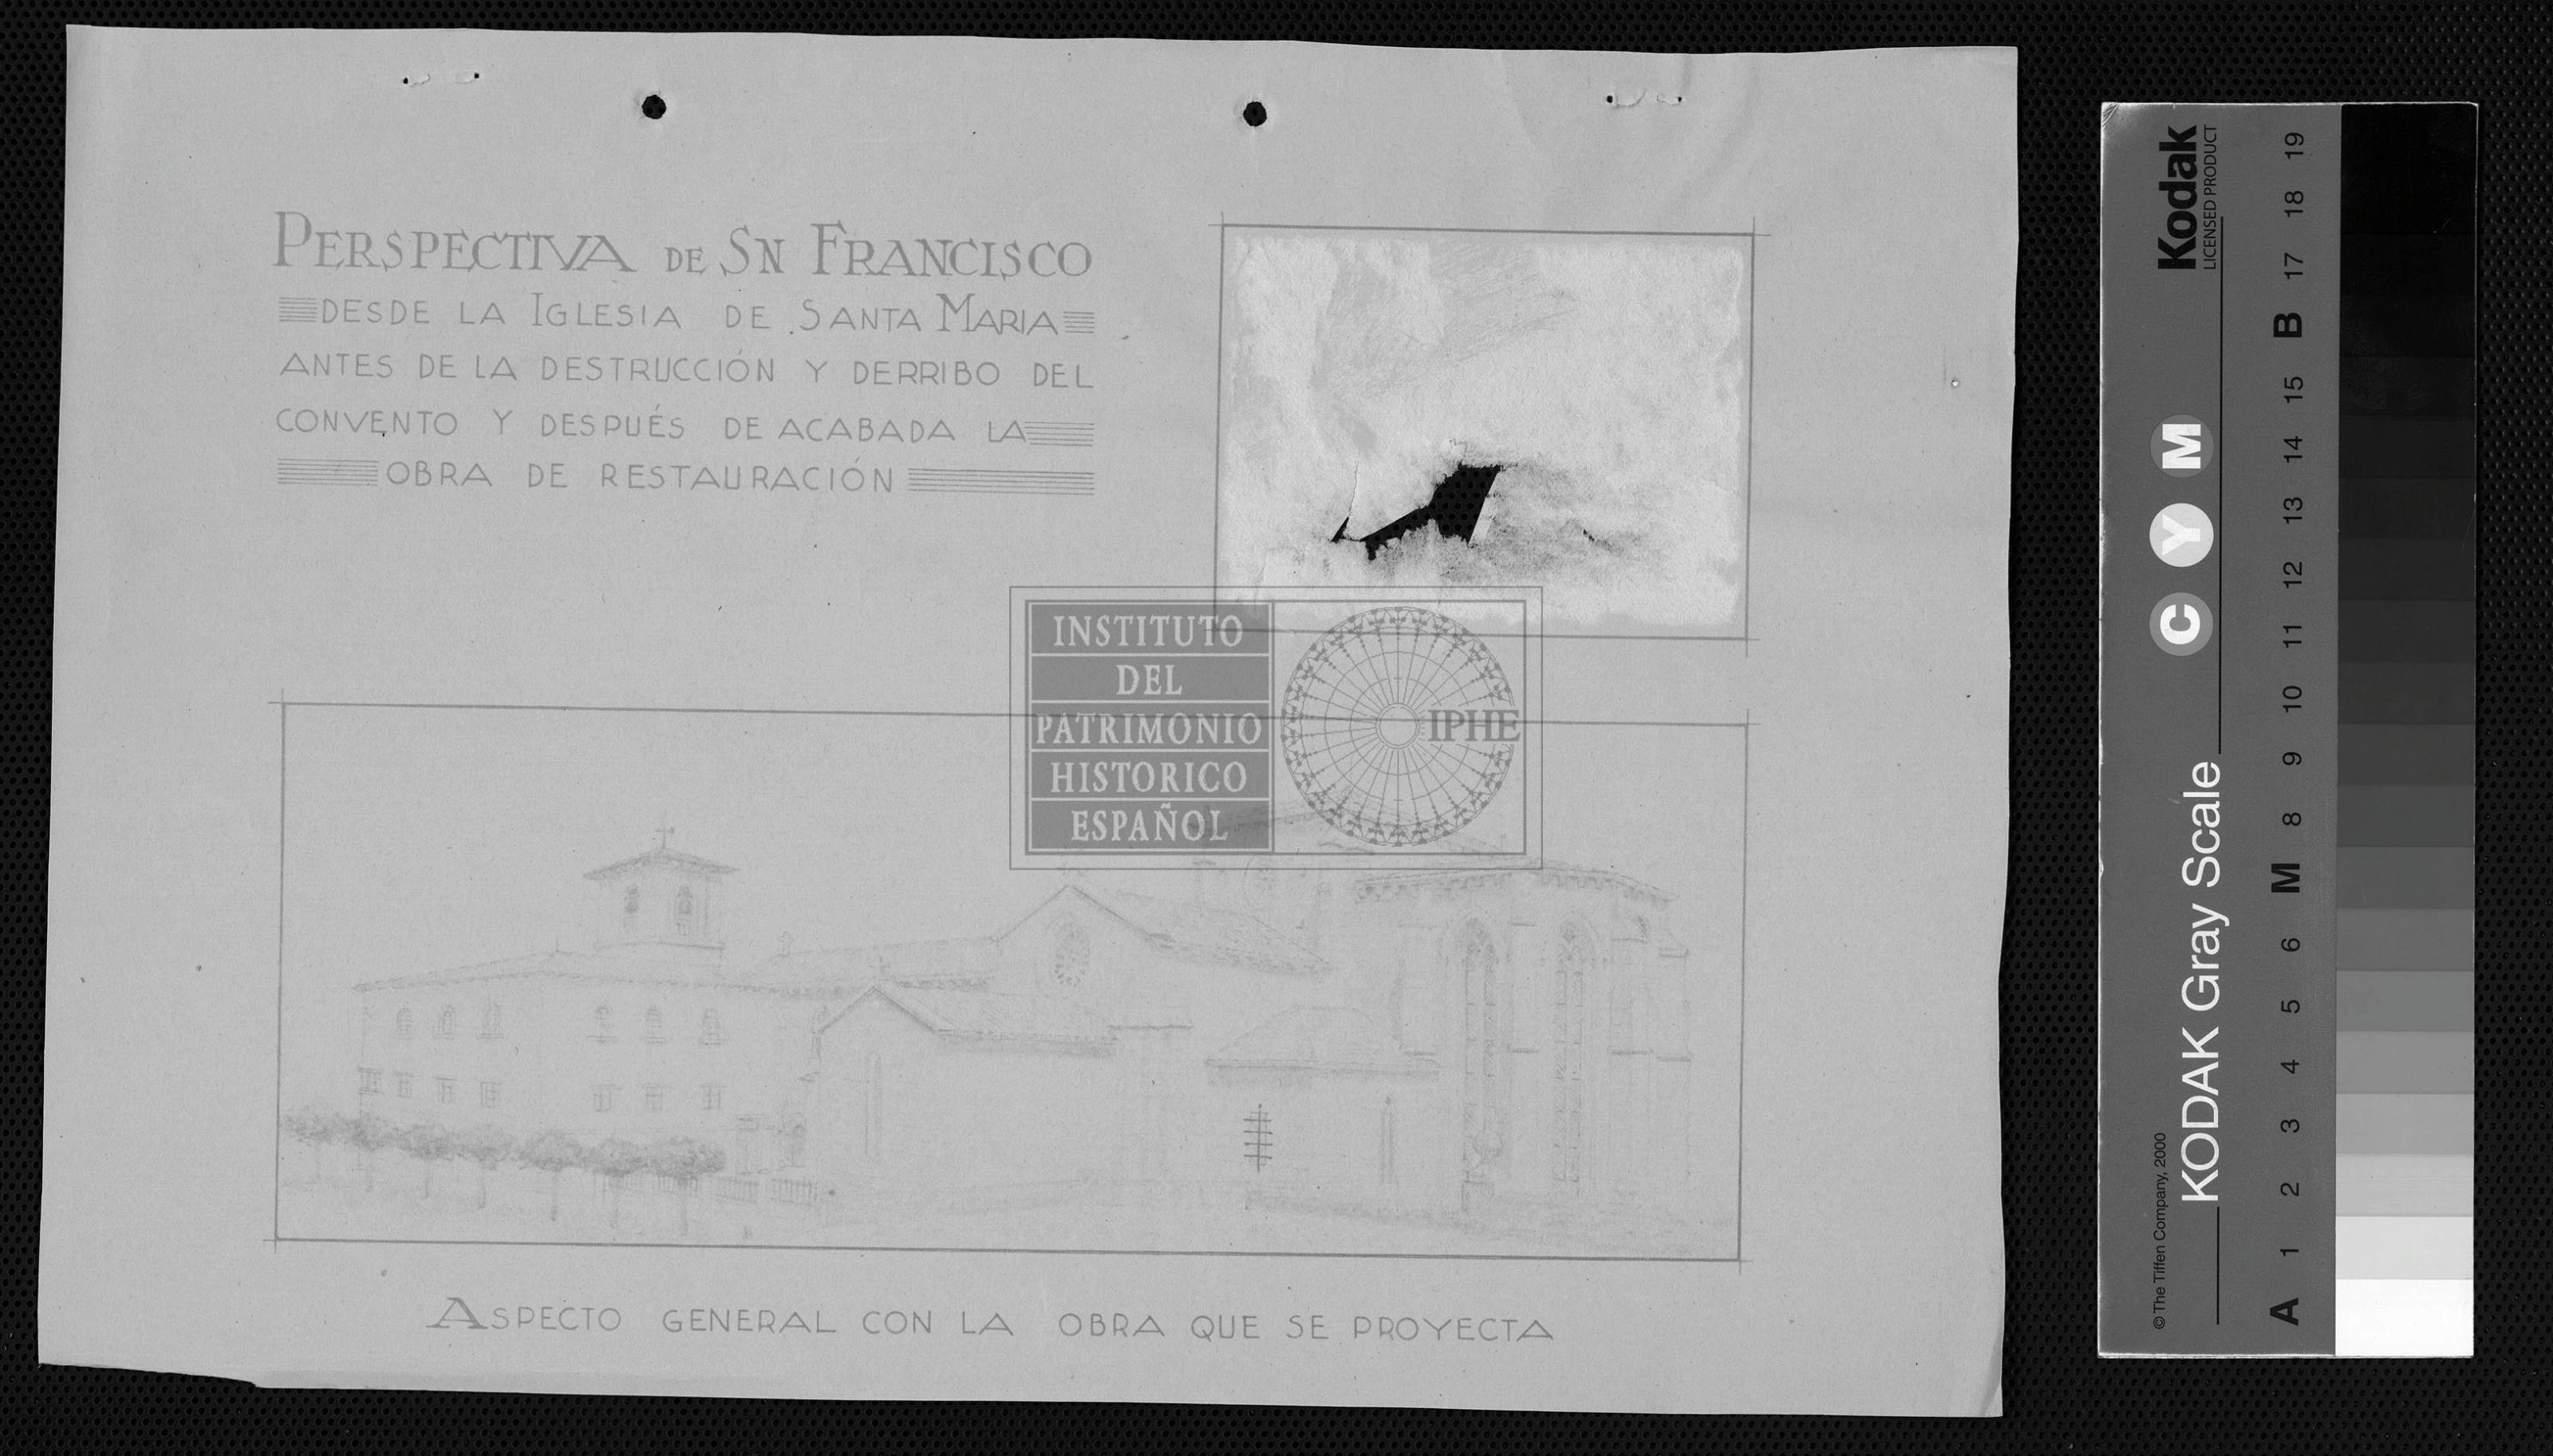 PERSPECTIVA DE SN FRANCISCO
DESDE LA IGLESIA DE SANTA MARIA
ANTES DE LA DESTRUCCIÓN Y DERRIBO DEL
CONVENTO Y DESPUÉS DE ACABADA LA
OBRA DE RESTAURACIÓN
INSTITUTO
DEL
PATRIMONIO
HISTORICO
ESPAÑOL
IPHE
ASPECTO GENERAL CON LA OBRA QUE SE PROYECTA
Kodak
LICENSED PRODUCT
C Y M
KODAK Gray Scale
© The Tiffen Company, 2000
A 1 2 3 4 5 6 M 8 9 10 11 12 13 14 15 B 17 18 19